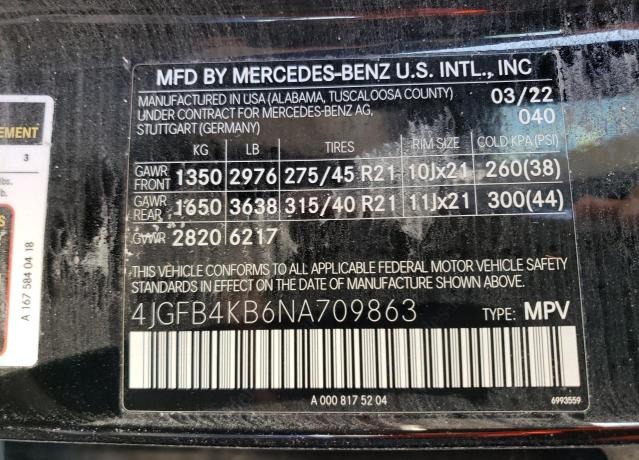 MFD BY MERCEDES-BENZ U.S. INTL., INC
MANUFACTURED IN USA (ALABAMA, TUSCALOOSA COUNTY) 03/22
UNDER CONTRACT FOR MERCEDES-BENZ AG, 040
STUTTGART (GERMANY)
KG LB TIRES RIM SIZE COLD KPA (PSI)
GAWR FRONT 1350 2976 275/45 R21 10Jx21 260(38)
GAWR REAR 1650 3638 315/40 R21 11Jx21 300(44)
GVWR 2820 6217
THIS VEHICLE CONFORMS TO ALL APPLICABLE FEDERAL MOTOR VEHICLE SAFETY
STANDARDS IN EFFECT ON THE DATE OF MANUFACTURE SHOWN ABOVE.
4JGFB4KB6NA709863 TYPE: MPV
A 000 817 52 04
6993559
EMENT
3
lbs.
A 167 584 04 18